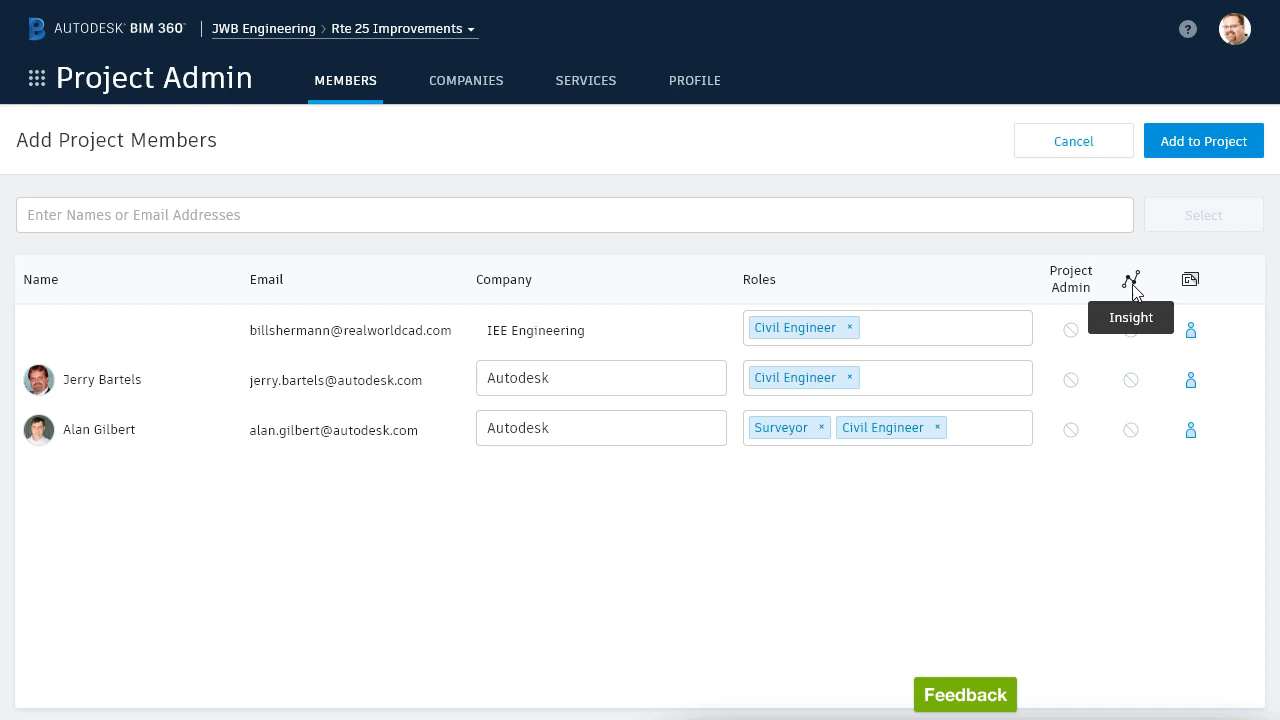 AUTODESK BIM 360 JWB Engineering › Rte 25 Improvements
?
Project Admin MEMBERS COMPANIES SERVICES PROFILE
Add Project Members Cancel Add to Project
Enter Names or Email Addresses Select
Name Email Company Roles Project Admin
Insight
billshermann@realworldcad.com IEE Engineering Civil Engineer ×
Jerry Bartels jerry.bartels@autodesk.com Autodesk Civil Engineer ×
Alan Gilbert alan.gilbert@autodesk.com Autodesk Surveyor × Civil Engineer ×
Feedback